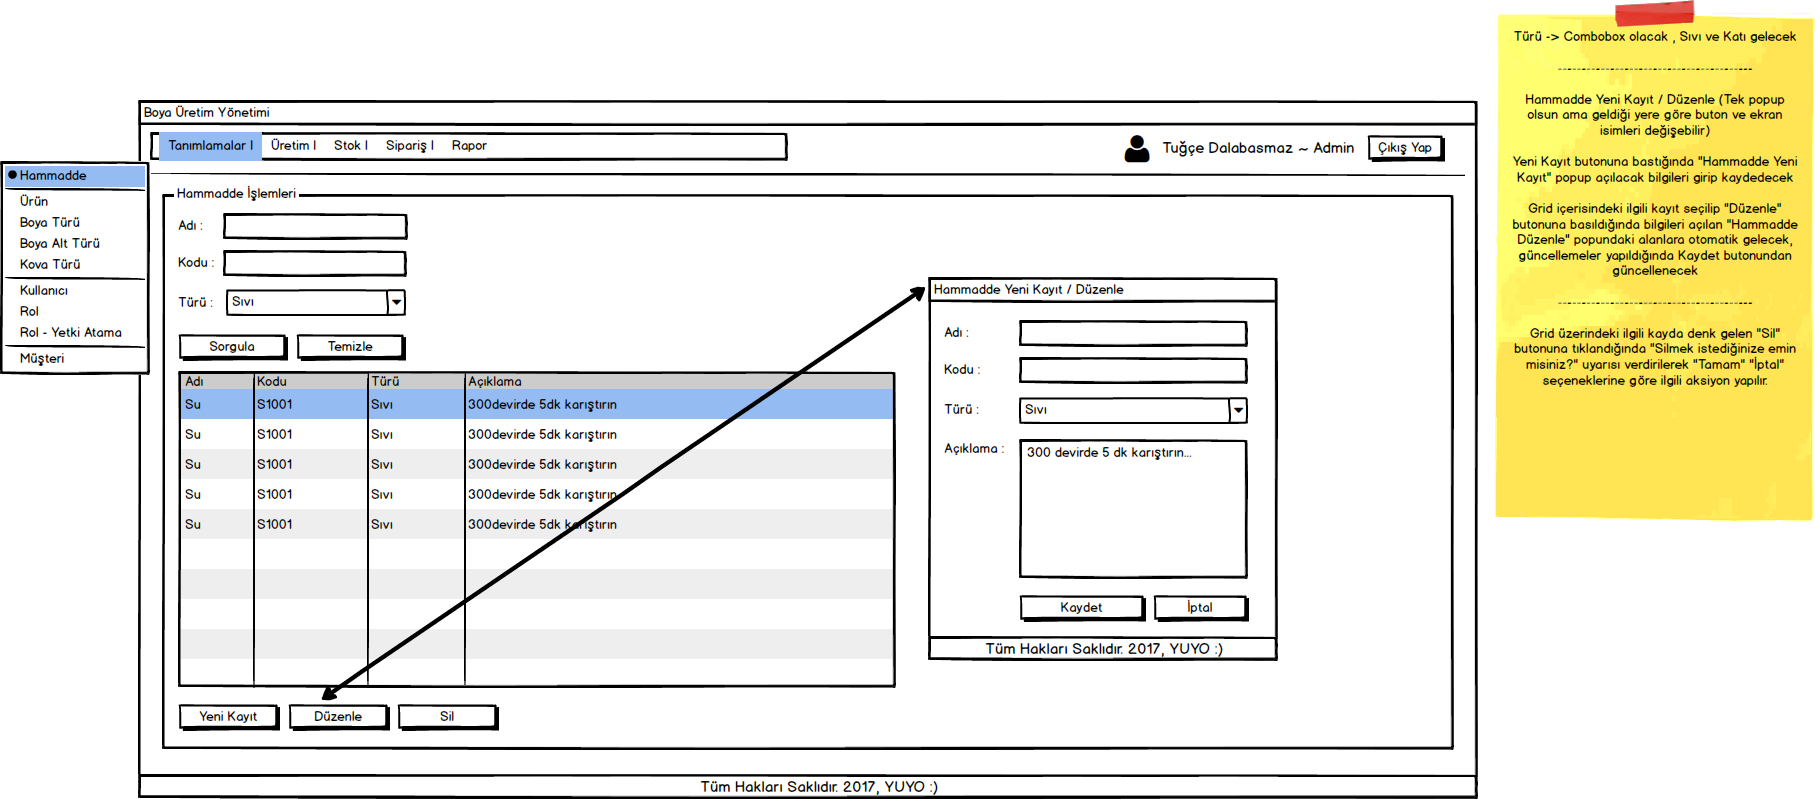 Boya Üretim Yönetimi
Tanımlamalar | Üretim | Stok | Sipariş | Rapor
Tuğçe Dalabasmaz ~ Admin
Çıkış Yap
Hammadde
Ürün
Boya Türü
Boya Alt Türü
Kova Türü
Kullanıcı
Rol
Rol - Yetki Atama
Müşteri
Hammadde İşlemleri
Adı :
Kodu :
Türü : Sıvı
Sorgula Temizle
Adı Kodu Türü Açıklama
Su S1001 Sıvı 300devirde 5dk karıştırın
Su S1001 Sıvı 300devirde 5dk karıştırın
Su S1001 Sıvı 300devirde 5dk karıştırın
Su S1001 Sıvı 300devirde 5dk karıştırın
Su S1001 Sıvı 300devirde 5dk karıştırın
Yeni Kayıt Düzenle Sil
Hammadde Yeni Kayıt / Düzenle
Adı :
Kodu :
Türü : Sıvı
Açıklama : 300 devirde 5 dk karıştırın...
Kaydet İptal
Tüm Hakları Saklıdır. 2017, YUYO :)
Tüm Hakları Saklıdır. 2017, YUYO :)
Türü -> Combobox olacak , Sıvı ve Katı gelecek
------------------------------------
Hammadde Yeni Kayıt / Düzenle (Tek popup
olsun ama geldiği yere göre buton ve ekran
isimleri değişebilir)
Yeni Kayıt butonuna bastığında "Hammadde Yeni
Kayıt" popup açılacak bilgileri girip kaydedecek
Grid içerisindeki ilgili kayıt seçilip "Düzenle"
butonuna basıldığında bilgileri açılan "Hammadde
Düzenle" popundaki alanlara otomatik gelecek,
güncellemeler yapıldığında Kaydet butonundan
güncellenecek
------------------------------------
Grid üzerindeki ilgili kayda denk gelen "Sil"
butonuna tıklandığında "Silmek istediğinize emin
misiniz?" uyarısı verdirilerek "Tamam" "İptal"
seçeneklerine göre ilgili aksiyon yapılır.